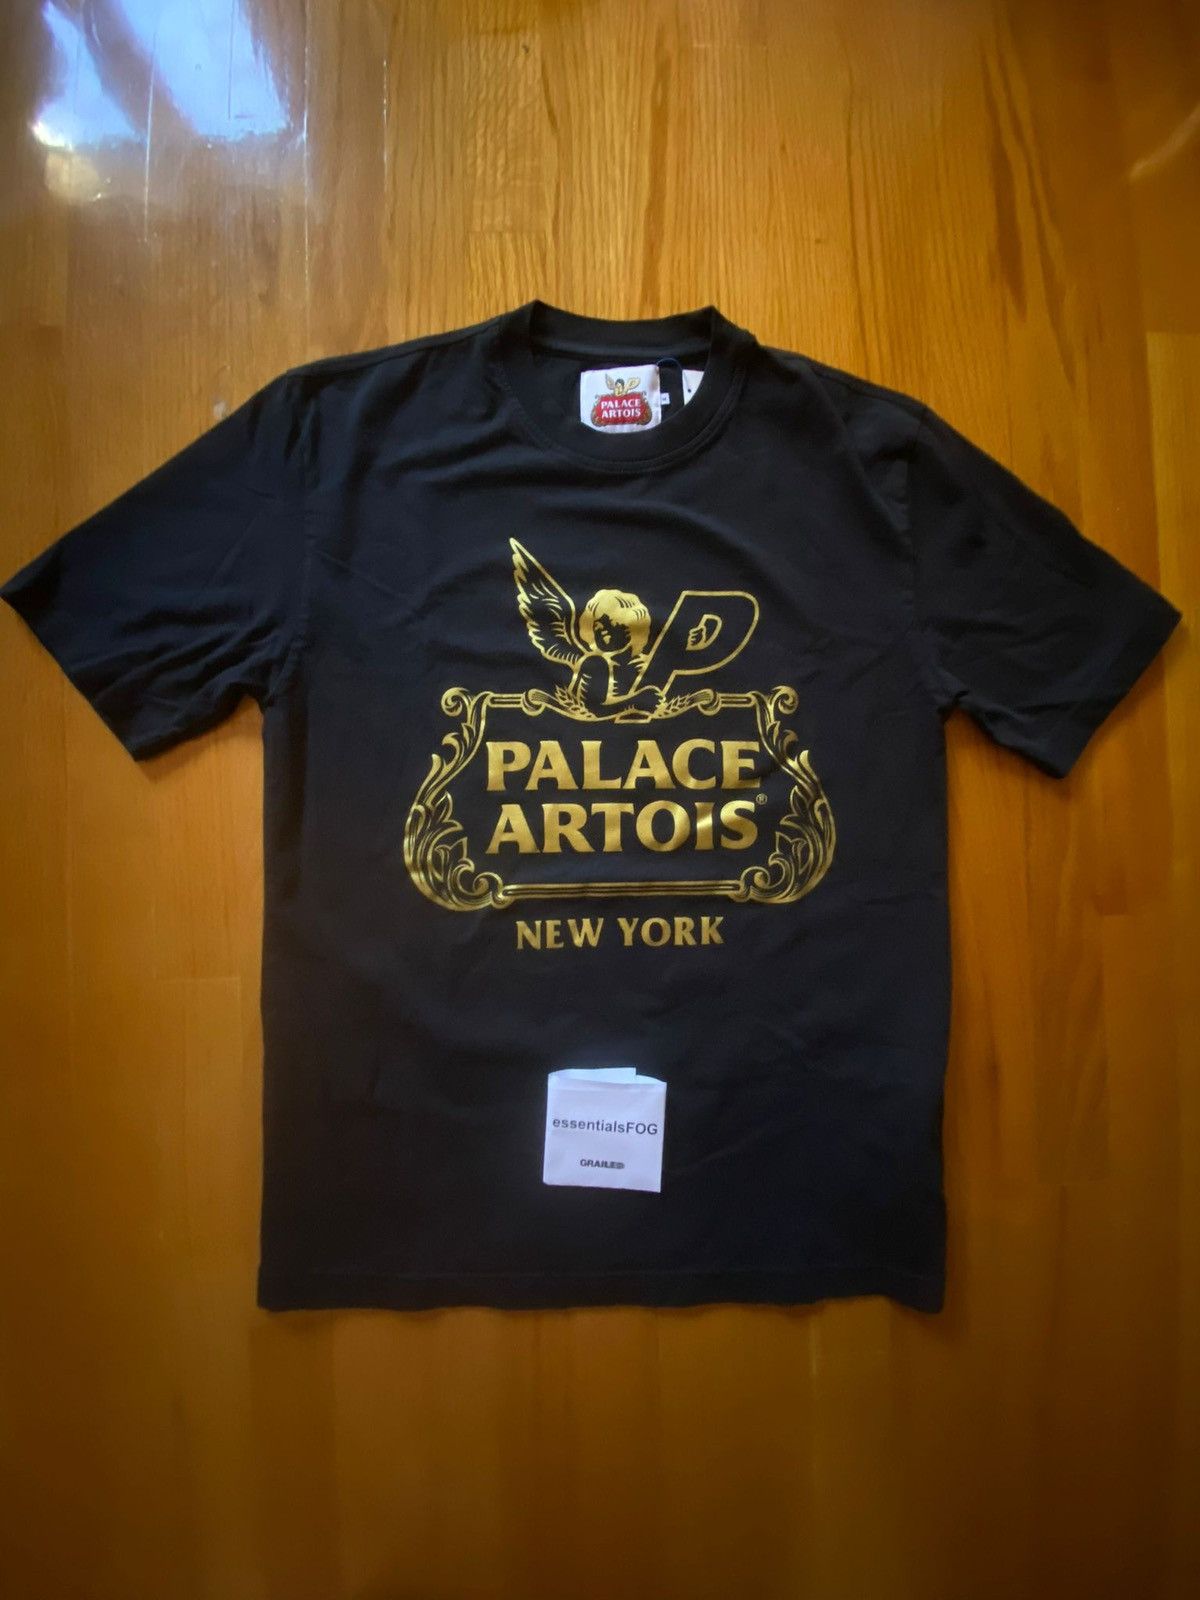 PALACE
ARTOIS
P
PALACE
ARTOIS®
NEW YORK
essentialsFOG
GRAILED